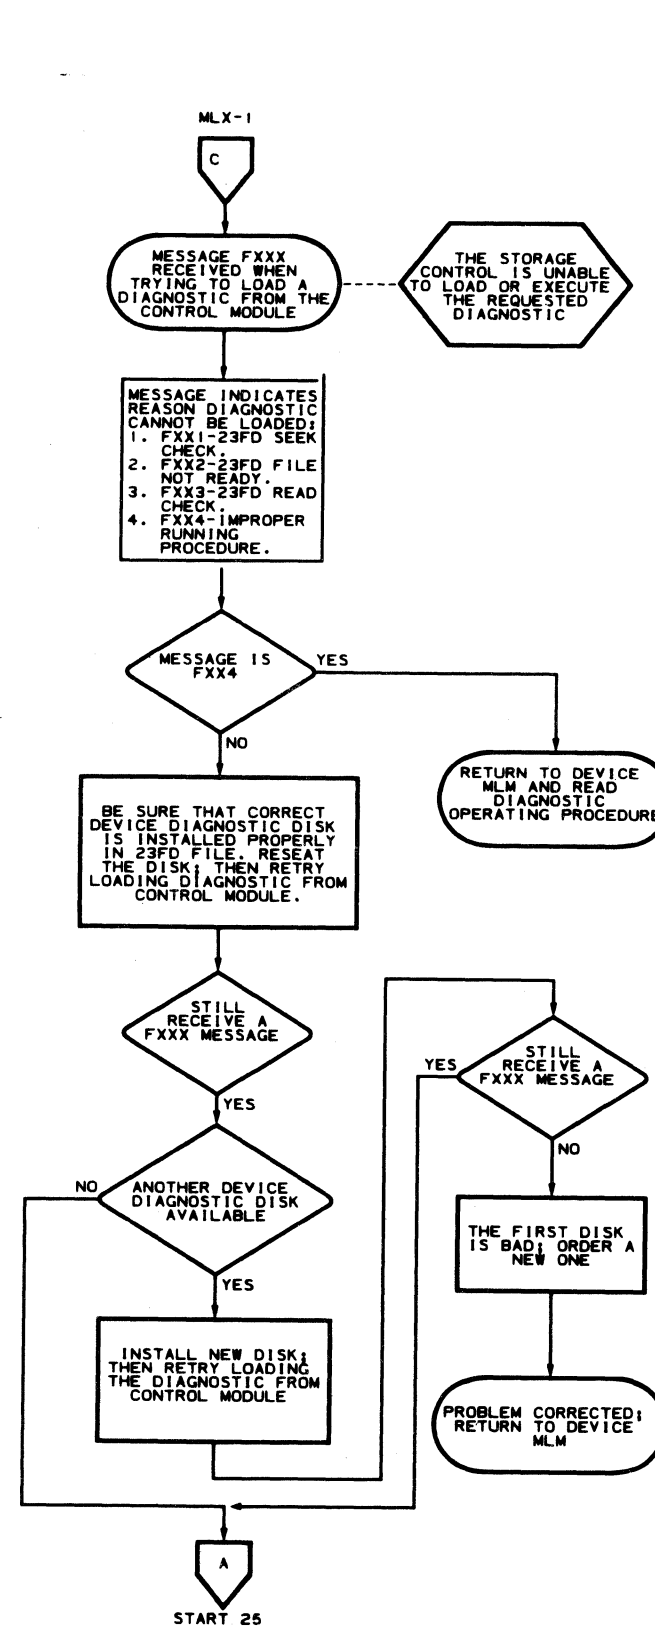 MLX-1
C
MESSAGE FXXX
RECEIVED WHEN
TRYING TO LOAD A
DIAGNOSTIC FROM THE
CONTROL MODULE
THE STORAGE
CONTROL IS UNABLE
TO LOAD OR EXECUTE
THE REQUESTED
DIAGNOSTIC
MESSAGE INDICATES
REASON DIAGNOSTIC
CANNOT BE LOADED:
1. FXX1-23FD SEEK
CHECK.
2. FXX2-23FD FILE
NOT READY.
3. FXX3-23FD READ
CHECK.
4. FXX4-IMPROPER
RUNNING
PROCEDURE.
MESSAGE IS
FXX4
YES
NO
RETURN TO DEVICE
MLM AND READ
DIAGNOSTIC
OPERATING PROCEDURE
BE SURE THAT CORRECT
DEVICE DIAGNOSTIC DISK
IS INSTALLED PROPERLY
IN 23FD FILE. RESEAT
THE DISK; THEN RETRY
LOADING DIAGNOSTIC FROM
CONTROL MODULE.
STILL
RECEIVE A
FXXX MESSAGE
YES
STILL
RECEIVE A
FXXX MESSAGE
YES
NO
ANOTHER DEVICE
DIAGNOSTIC DISK
AVAILABLE
NO
YES
THE FIRST DISK
IS BAD; ORDER A
NEW ONE
INSTALL NEW DISK;
THEN RETRY LOADING
THE DIAGNOSTIC FROM
CONTROL MODULE
PROBLEM CORRECTED;
RETURN TO DEVICE
MLM
A
START 25